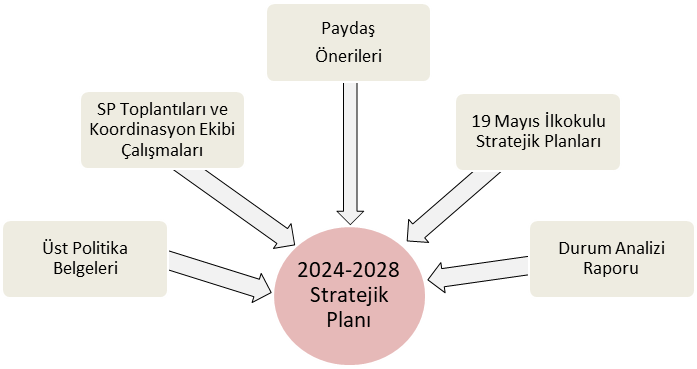 Paydaş
Önerileri
SP Toplantıları ve
Koordinasyon Ekibi
Çalışmaları
19 Mayıs İlkokulu
Stratejik Planları
Üst Politika
Belgeleri
2024-2028
Stratejik
Planı
Durum Analizi
Raporu